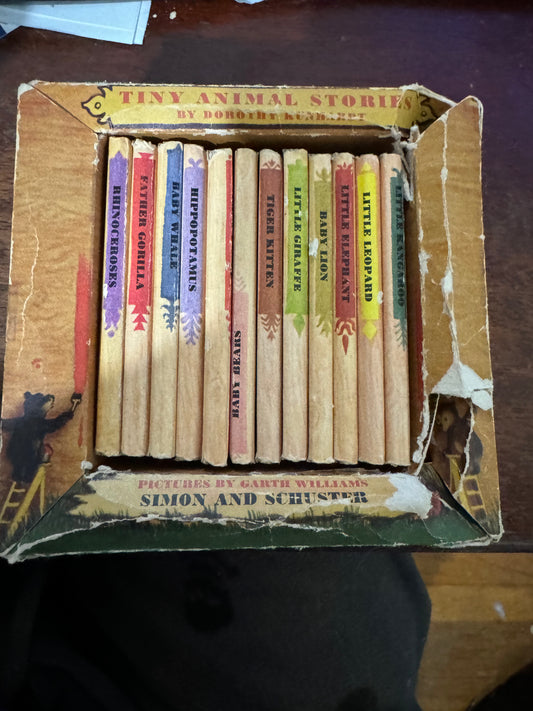 TINY ANIMAL STORIES
BY DOROTHY KUNHARDT
RHINOCEROSES
FATHER GORILLA
BABY WHALE
HIPPOPOTAMUS
BABY BEARS
TIGER KITTEN
LITTLE GIRAFFE
BABY LION
LITTLE ELEPHANT
LITTLE LEOPARD
LITTLE KANGAROO
PICTURES BY GARTH WILLIAMS
SIMON AND SCHUSTER